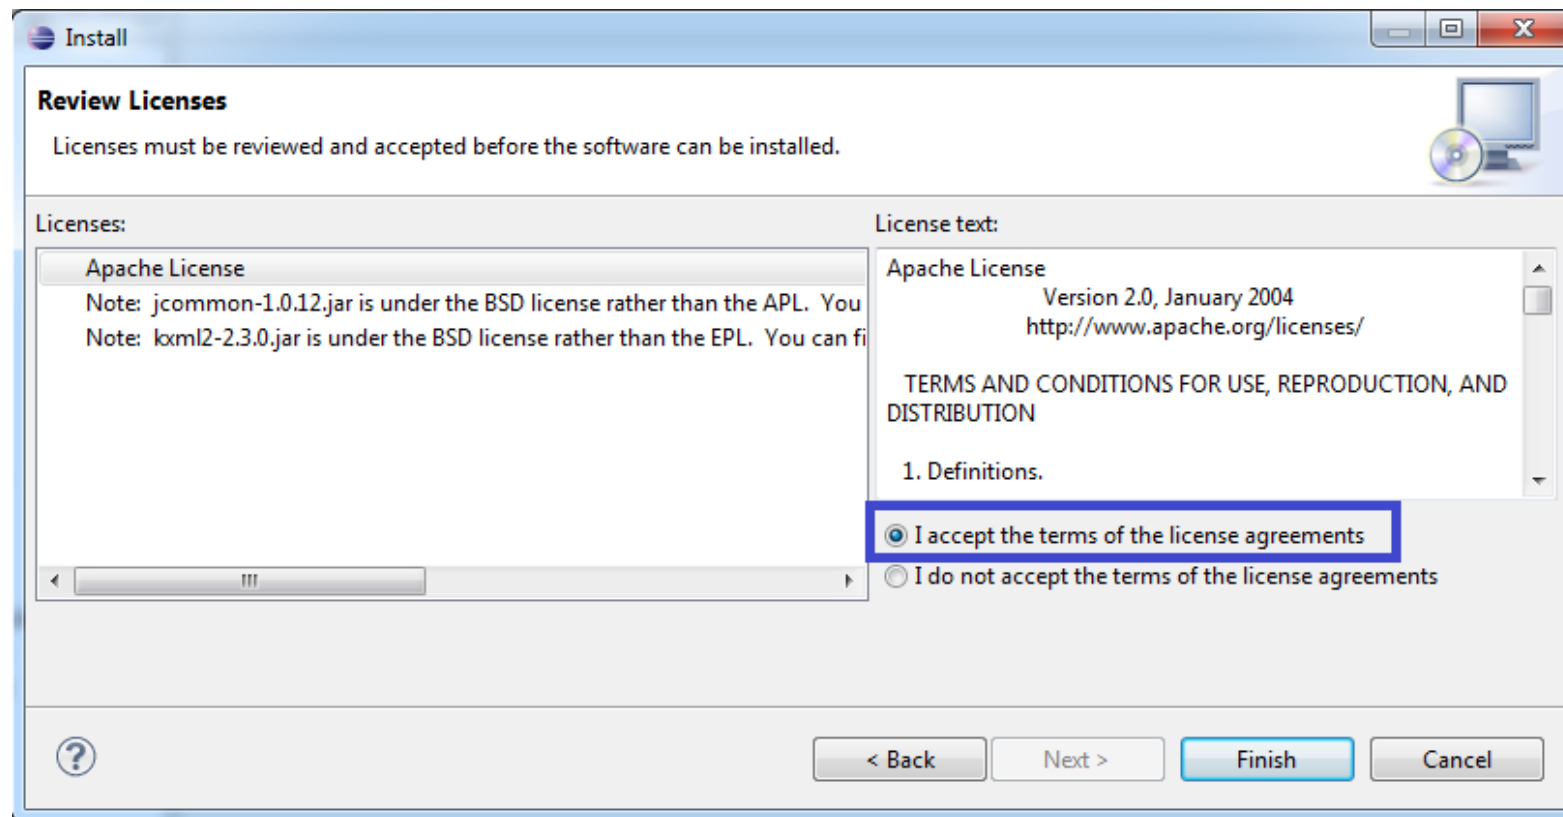 Install
Review Licenses
Licenses must be reviewed and accepted before the software can be installed.
Licenses:
Apache License
Note:  jcommon-1.0.12.jar is under the BSD license rather than the APL.  You
Note:  kxml2-2.3.0.jar is under the BSD license rather than the EPL.  You can fi
License text:
Apache License
Version 2.0, January 2004
http://www.apache.org/licenses/
TERMS AND CONDITIONS FOR USE, REPRODUCTION, AND
DISTRIBUTION
1. Definitions.
I accept the terms of the license agreements
I do not accept the terms of the license agreements
?
< Back
Next >
Finish
Cancel